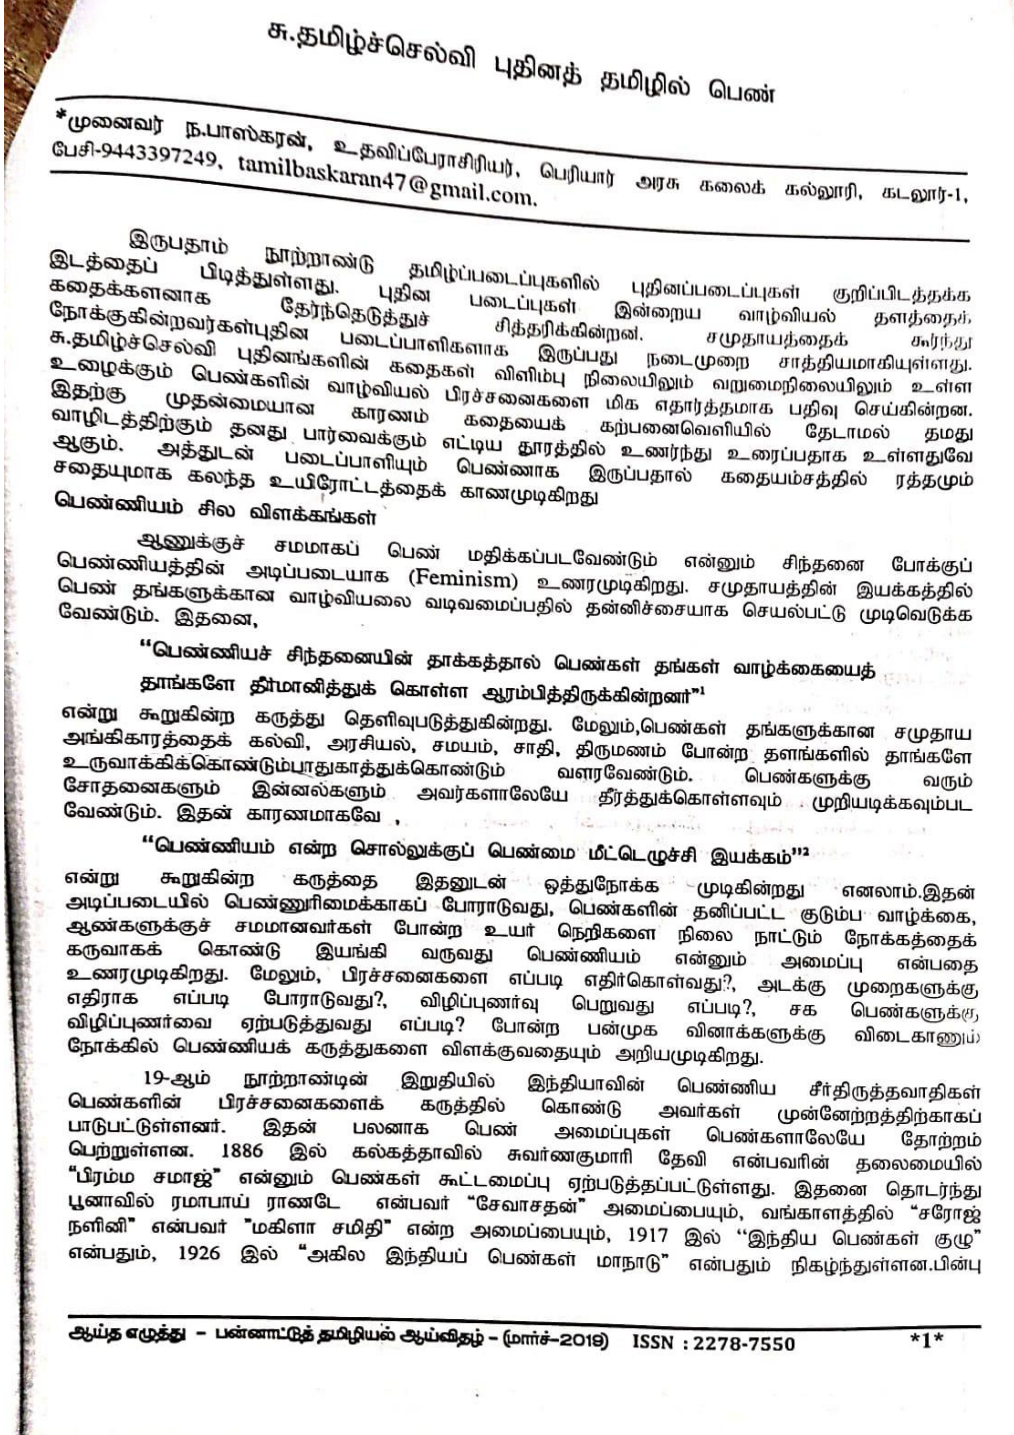 சு.தமிழ்ச்செல்வி புதினத் தமிழில் பெண்
*முனைவர் ந.பாஸ்கரன், உதவிப்பேராசிரியர், பெரியார் அரசு கலைக் கல்லூரி, கடலூர்-1,
பேசி-9443397249, tamilbaskaran47@gmail.com.
இருபதாம் நூற்றாண்டு தமிழ்ப்படைப்புகளில் புதினப்படைப்புகள் குறிப்பிடத்தக்க
இடத்தைப் பிடித்துள்ளது. புதின படைப்புகள் இன்றைய வாழ்வியல் தளத்தைக்
கதைக்களனாக தேர்ந்தெடுத்துச் சித்தரிக்கின்றன். சமுதாயத்தைக் கூர்ந்து
நோக்குகின்றவர்கள்புதின படைப்பாளிகளாக இருப்பது நடைமுறை சாத்தியமாகியுள்ளது.
சு.தமிழ்ச்செல்வி புதினங்களின் கதைகள் விளிம்பு நிலையிலும் வறுமைநிலையிலும் உள்ள
உழைக்கும் பெண்களின் வாழ்வியல் பிரச்சனைகளை மிக எதார்த்தமாக பதிவு செய்கின்றன.
இதற்கு முதன்மையான காரணம் கதையைக் கற்பனைவெளியில் தேடாமல் தமது
வாழிடத்திற்கும் தனது பார்வைக்கும் எட்டிய தூரத்தில் உணர்ந்து உரைப்பதாக உள்ளதுவே
ஆகும். அத்துடன் படைப்பாளியும் பெண்ணாக இருப்பதால் கதையம்சத்தில் ரத்தமும்
சதையுமாக கலந்த உயிரோட்டத்தைக் காணமுடிகிறது
பெண்ணியம் சில விளக்கங்கள்
ஆணுக்குச் சமமாகப் பெண் மதிக்கப்படவேண்டும் என்னும் சிந்தனை போக்குப்
பெண்ணியத்தின் அடிப்படையாக (Feminism) உணரமுடிகிறது. சமுதாயத்தின் இயக்கத்தில்
பெண் தங்களுக்கான வாழ்வியலை வடிவமைப்பதில் தன்னிச்சையாக செயல்பட்டு முடிவெடுக்க
வேண்டும். இதனை,
“பெண்ணியச் சிந்தனையின் தாக்கத்தால் பெண்கள் தங்கள் வாழ்க்கையைத்
தாங்களே தீர்மானித்துக் கொள்ள ஆரம்பித்திருக்கின்றனர்”1
என்று கூறுகின்ற கருத்து தெளிவுபடுத்துகின்றது. மேலும்,பெண்கள் தங்களுக்கான சமுதாய
அங்கிகாரத்தைக் கல்வி, அரசியல், சமயம், சாதி, திருமணம் போன்ற தளங்களில் தாங்களே
உருவாக்கிக்கொண்டும்பாதுகாத்துக்கொண்டும் வளரவேண்டும். பெண்களுக்கு வரும்
சோதனைகளும் இன்னல்களும் அவர்களாலேயே தீர்த்துக்கொள்ளவும் முறியடிக்கவும்பட
வேண்டும். இதன் காரணமாகவே ,
“பெண்ணியம் என்ற சொல்லுக்குப் பெண்மை மீட்டெழுச்சி இயக்கம்”2
என்று கூறுகின்ற கருத்தை இதனுடன் ஒத்துநோக்க முடிகின்றது எனலாம்.இதன்
அடிப்படையில் பெண்ணுரிமைக்காகப் போராடுவது, பெண்களின் தனிப்பட்ட குடும்ப வாழ்க்கை,
ஆண்களுக்குச் சமமானவர்கள் போன்ற உயர் நெறிகளை நிலை நாட்டும் நோக்கத்தைக்
கருவாகக் கொண்டு இயங்கி வருவது பெண்ணியம் என்னும் அமைப்பு என்பதை
உணரமுடிகிறது. மேலும், பிரச்சனைகளை எப்படி எதிர்கொள்வது?, அடக்கு முறைகளுக்கு
எதிராக எப்படி போராடுவது?, விழிப்புணர்வு பெறுவது எப்படி?, சக பெண்களுக்கு
விழிப்புணர்வை ஏற்படுத்துவது எப்படி? போன்ற பன்முக வினாக்களுக்கு விடைகாணும்
நோக்கில் பெண்ணியக் கருத்துகளை விளக்குவதையும் அறியமுடிகிறது.
19-ஆம் நூற்றாண்டின் இறுதியில் இந்தியாவின் பெண்ணிய சீர்திருத்தவாதிகள்
பெண்களின் பிரச்சனைகளைக் கருத்தில் கொண்டு அவர்கள் முன்னேற்றத்திற்காகப்
பாடுபட்டுள்ளனர். இதன் பலனாக பெண் அமைப்புகள் பெண்களாலேயே தோற்றம்
பெற்றுள்ளன. 1886 இல் கல்கத்தாவில் சுவர்ணகுமாரி தேவி என்பவரின் தலைமையில்
“பிரம்ம சமாஜ்” என்னும் பெண்கள் கூட்டமைப்பு ஏற்படுத்தப்பட்டுள்ளது. இதனை தொடர்ந்து
பூனாவில் ரமாபாய் ராணடே என்பவர் “சேவாசதன்” அமைப்பையும், வங்காளத்தில் “சரோஜ்
நளினி” என்பவர் ”மகிளா சமிதி” என்ற அமைப்பையும், 1917 இல் “இந்திய பெண்கள் குழு”
என்பதும், 1926 இல் “அகில இந்தியப் பெண்கள் மாநாடு” என்பதும் நிகழ்ந்துள்ளன.பின்பு
ஆய்த எழுத்து – பன்னாட்டுத் தமிழியல் ஆய்விதழ் – (மார்ச்–2019) ISSN : 2278-7550 *1*